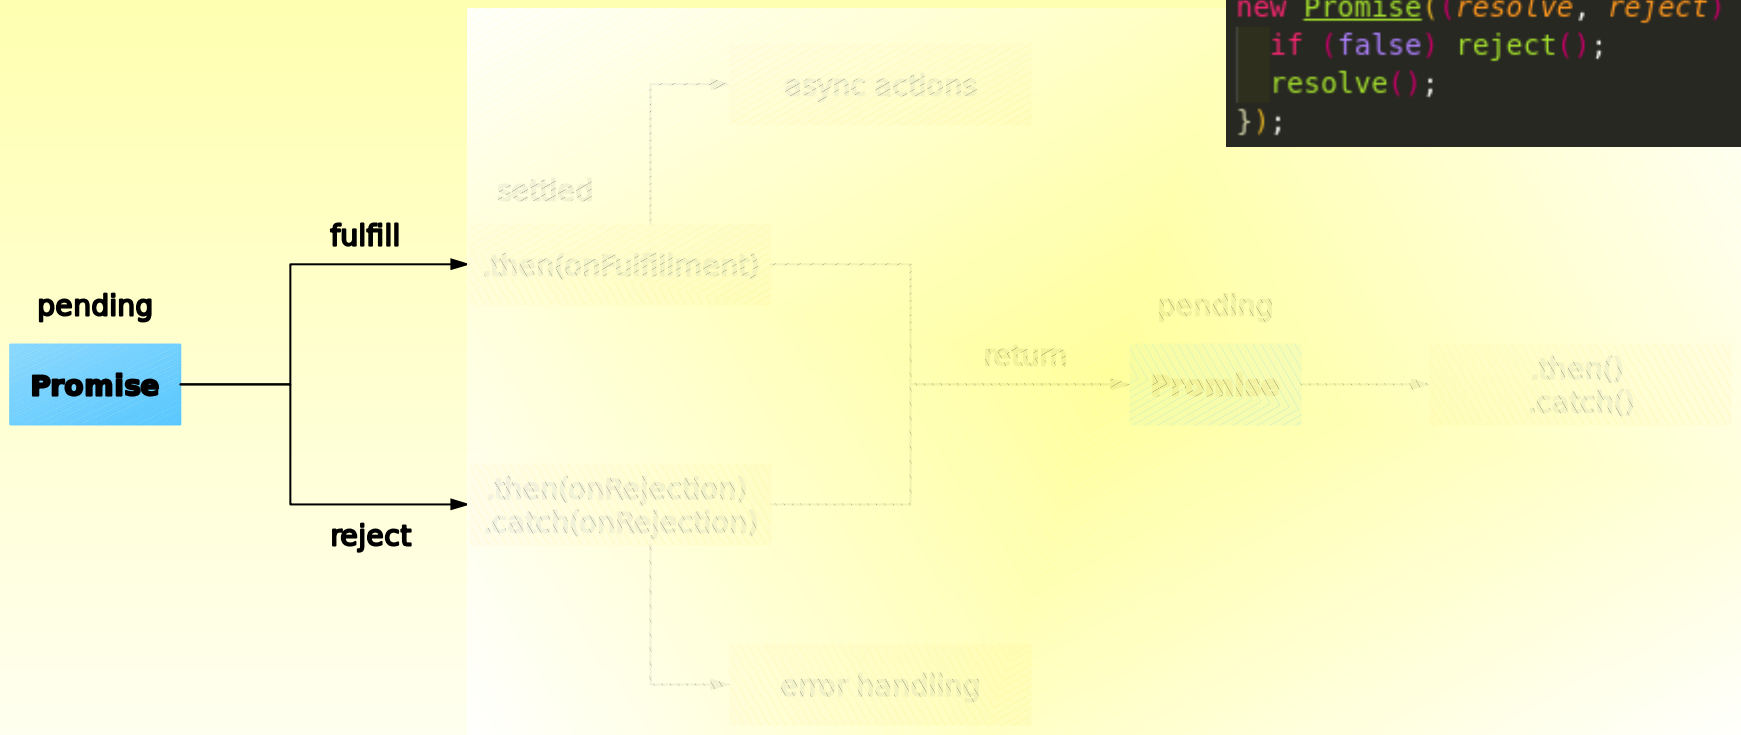 new Promise((resolve, reject)
if (false) reject();
resolve();
});
async actions
settled
fulfill
.then(onFulfillment)
pending
Promise
reject
.then(onRejection)
.catch(onRejection)
return
pending
Promise
.then()
.catch()
error handling